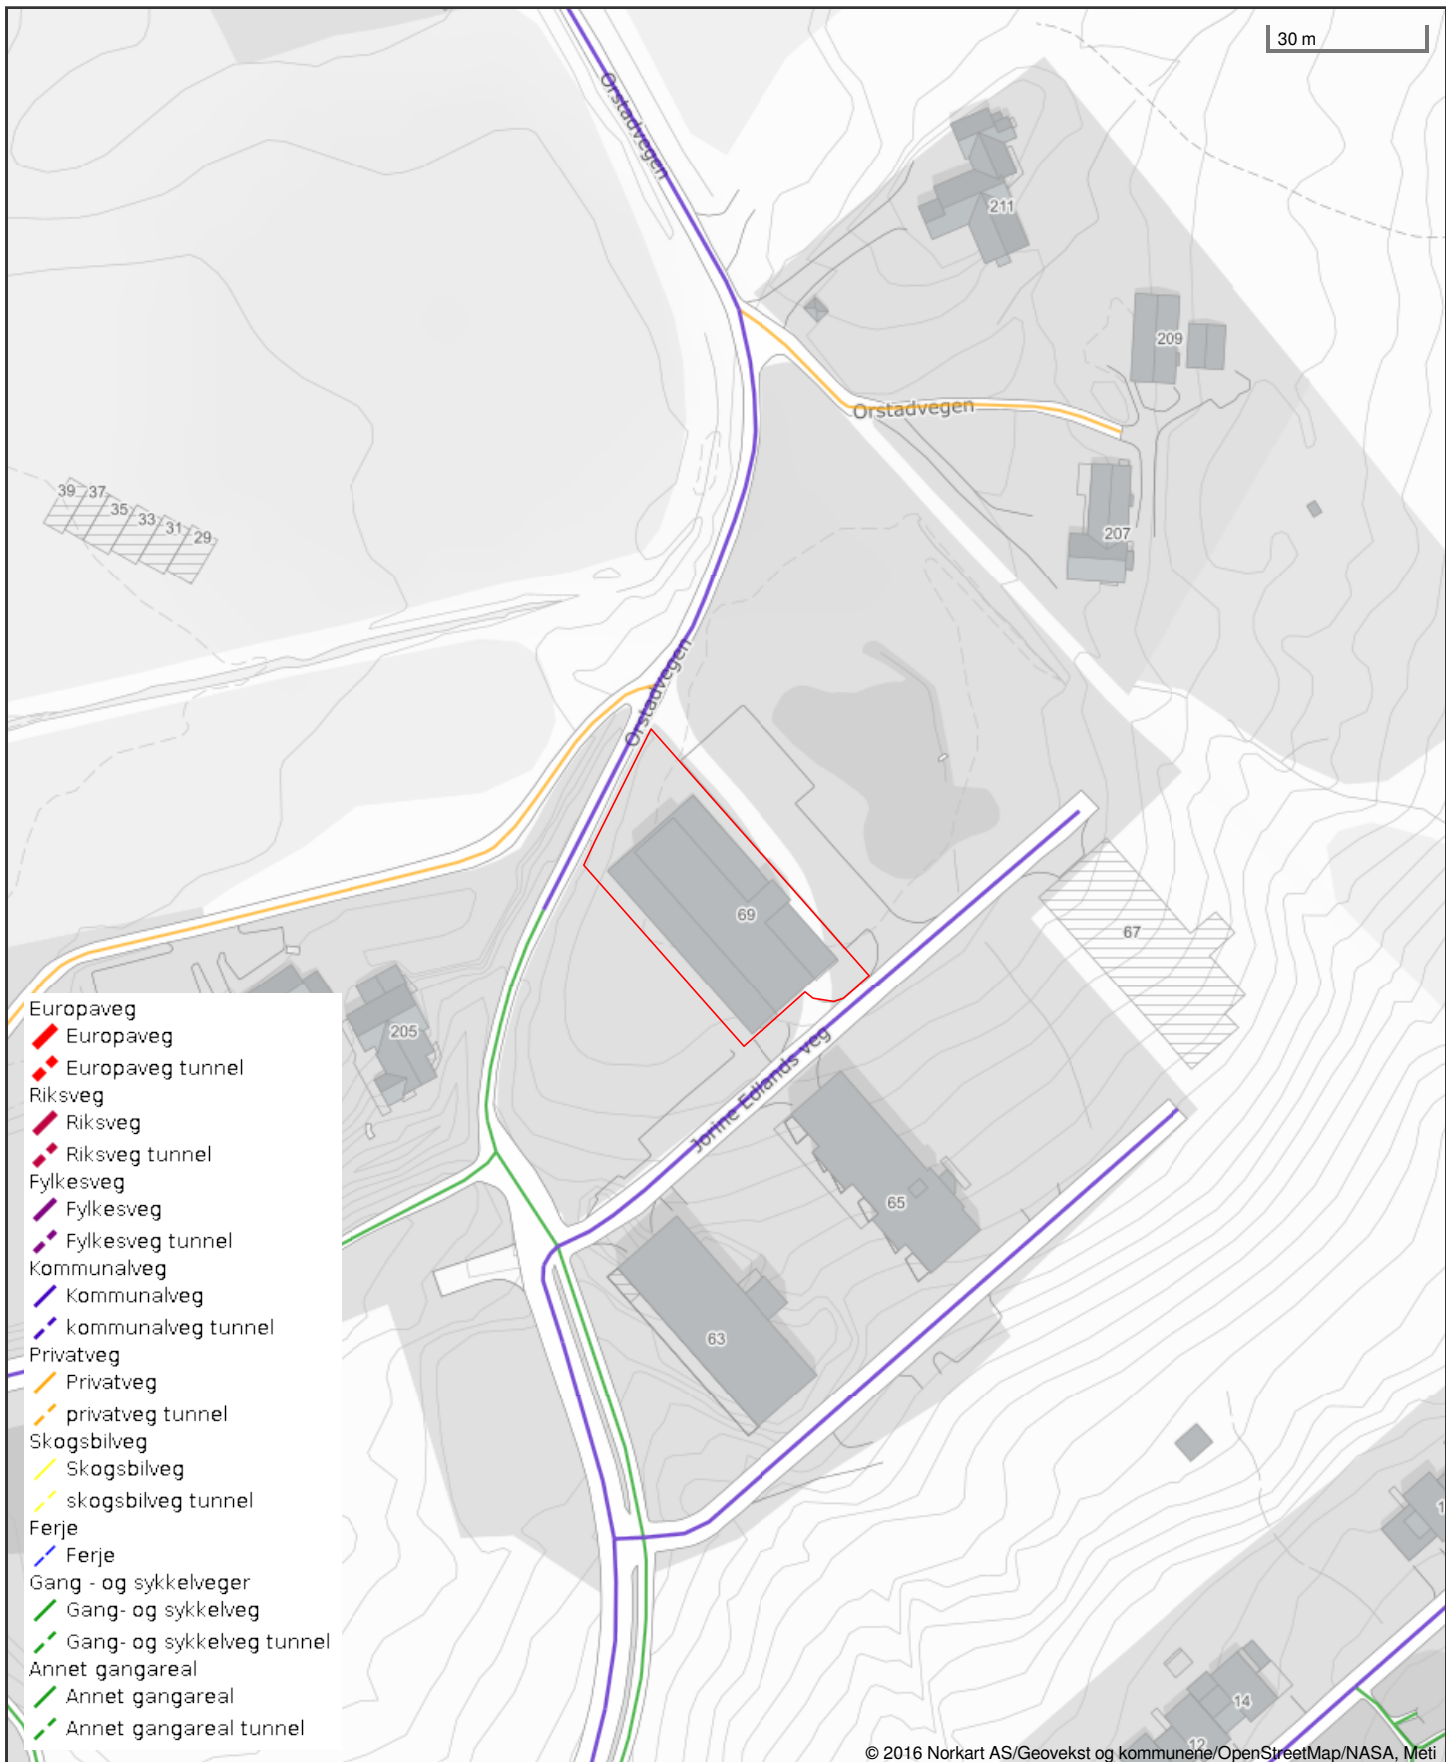 30 m
Orstadvegen
211
209
Orstadvegen
207
39
37
35
33
31
29
Orstadvegen
69
67
205
Jorine Edlands veg
65
63
Europaveg
Europaveg
Europaveg tunnel
Riksveg
Riksveg
Riksveg tunnel
Fylkesveg
Fylkesveg
Fylkesveg tunnel
Kommunalveg
Kommunalveg
kommunalveg tunnel
Privatveg
Privatveg
privatveg tunnel
Skogsbilveg
Skogsbilveg
skogsbilveg tunnel
Ferje
Ferje
Gang - og sykkelveger
Gang- og sykkelveg
Gang- og sykkelveg tunnel
Annet gangareal
Annet gangareal
Annet gangareal tunnel
14
12
© 2016 Norkart AS/Geovekst og kommunene/OpenStreetMap/NASA, Meti